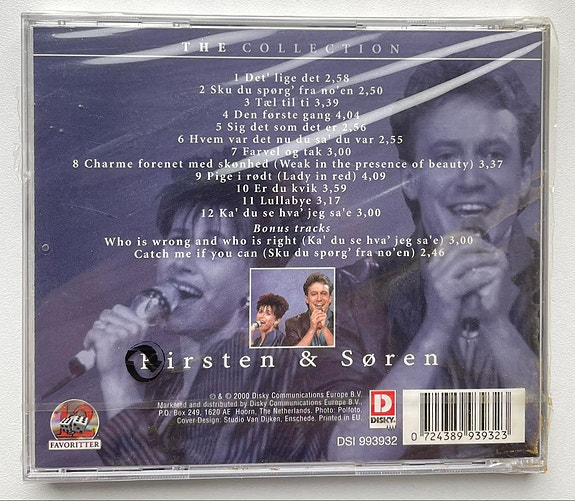 THE COLLECTION
1 Det' lige det 2,58
2 Sku du spørg' fra no'en 2,50
3 Tæl til ti 3,39
4 Den første gang 4,04
5 Sig det som det er 2,56
6 Hvem var det nu du sa' du var 2,55
7 Farvel og tak 3,00
8 Charme forenet med skønhed (Weak in the presence of beauty) 3,37
9 Pige i rødt (Lady in red) 4,09
10 Er du kvik 3,59
11 Lullabye 3,17
12 Ka' du se hva' jeg sa'e 3,00
Bonus tracks
Who is wrong and who is right (Ka' du se hva' jeg sa'e) 3,00
Catch me if you can (Sku du spørg' fra no'en) 2,46
Kirsten & Søren
℗ & © 2000 Disky Communications Europe B.V.
Marketed and distributed by Disky Communications Europe B.V.,
P.O. Box 249, 1620 AE Hoorn, The Netherlands. Photo: Polfoto.
Cover Design: Studio Van Dijken, Enschede. Printed in EU.
FAVORITTER
D
DISKY
DSI 993932
0 724389 939323